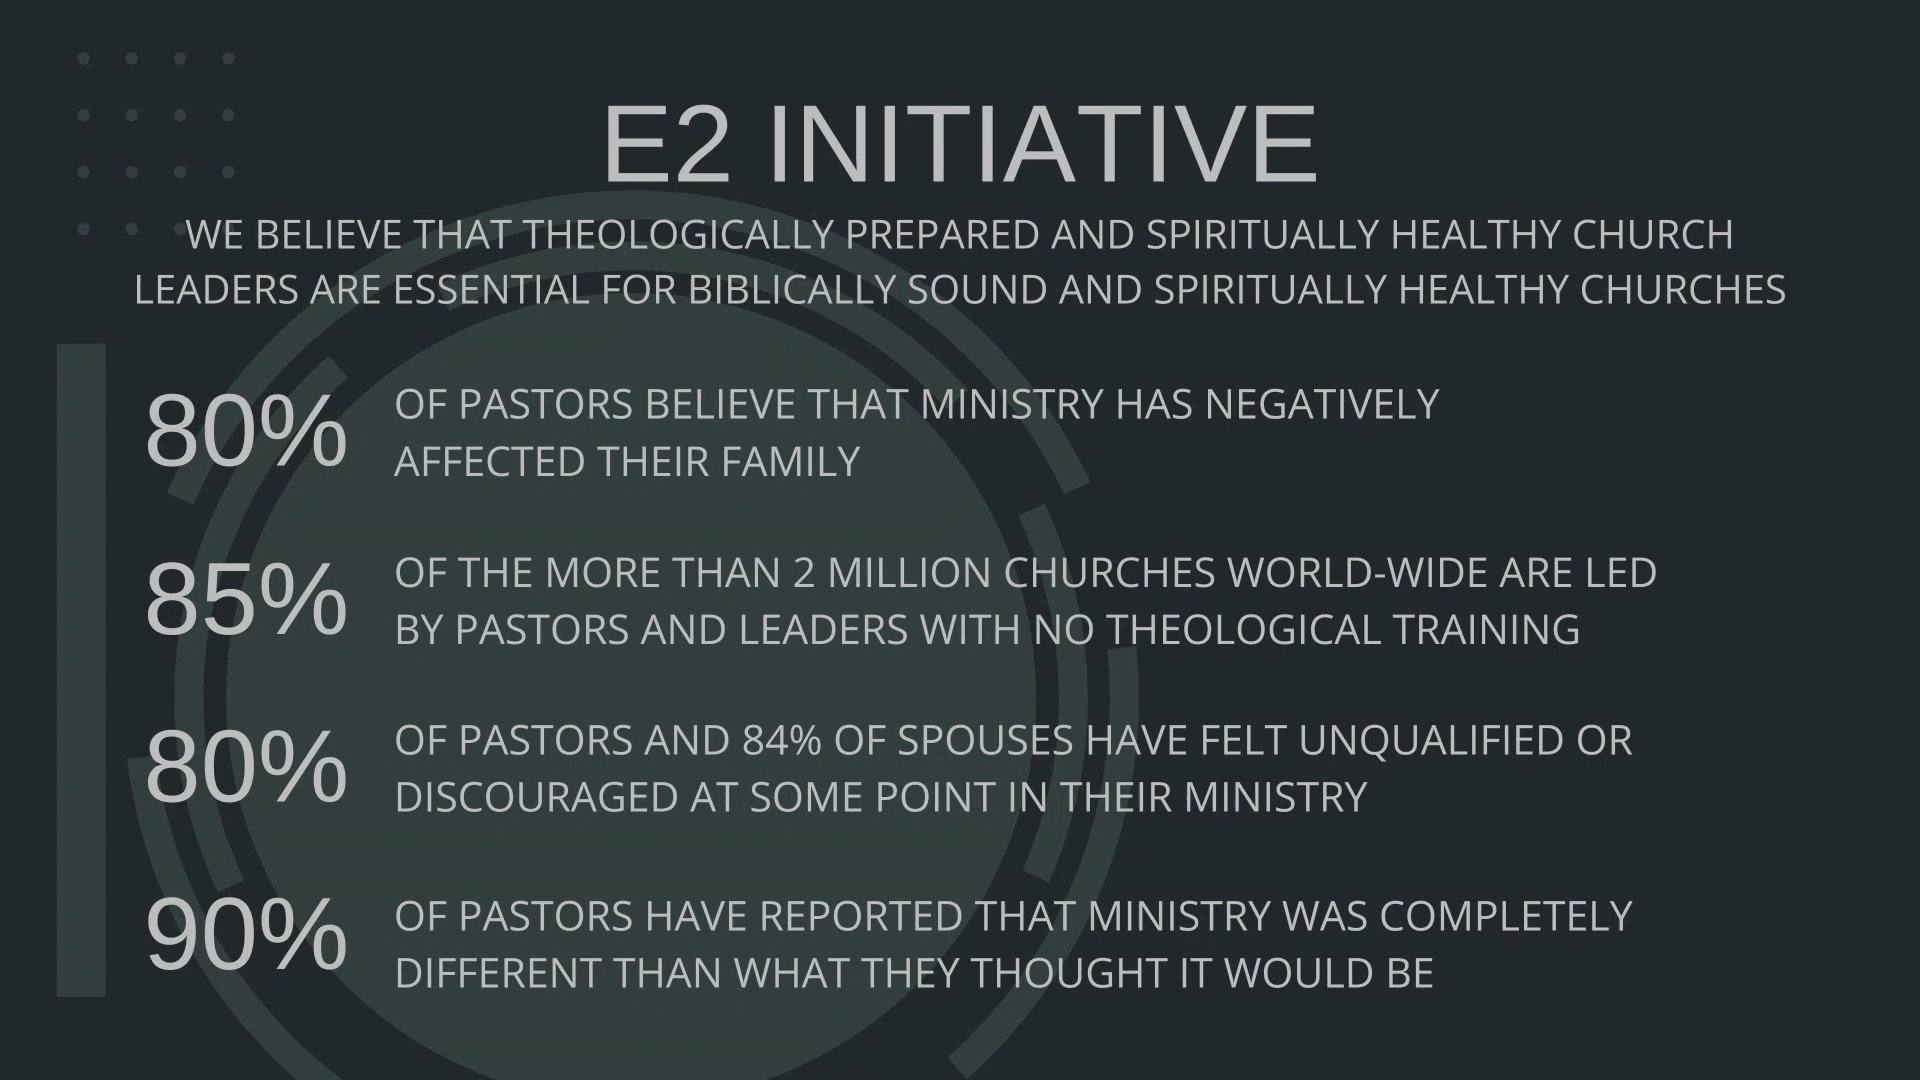 E2 INITIATIVE
WE BELIEVE THAT THEOLOGICALLY PREPARED AND SPIRITUALLY HEALTHY CHURCH
LEADERS ARE ESSENTIAL FOR BIBLICALLY SOUND AND SPIRITUALLY HEALTHY CHURCHES
80%
OF PASTORS BELIEVE THAT MINISTRY HAS NEGATIVELY
AFFECTED THEIR FAMILY
85%
OF THE MORE THAN 2 MILLION CHURCHES WORLD-WIDE ARE LED
BY PASTORS AND LEADERS WITH NO THEOLOGICAL TRAINING
80%
OF PASTORS AND 84% OF SPOUSES HAVE FELT UNQUALIFIED OR
DISCOURAGED AT SOME POINT IN THEIR MINISTRY
90%
OF PASTORS HAVE REPORTED THAT MINISTRY WAS COMPLETELY
DIFFERENT THAN WHAT THEY THOUGHT IT WOULD BE